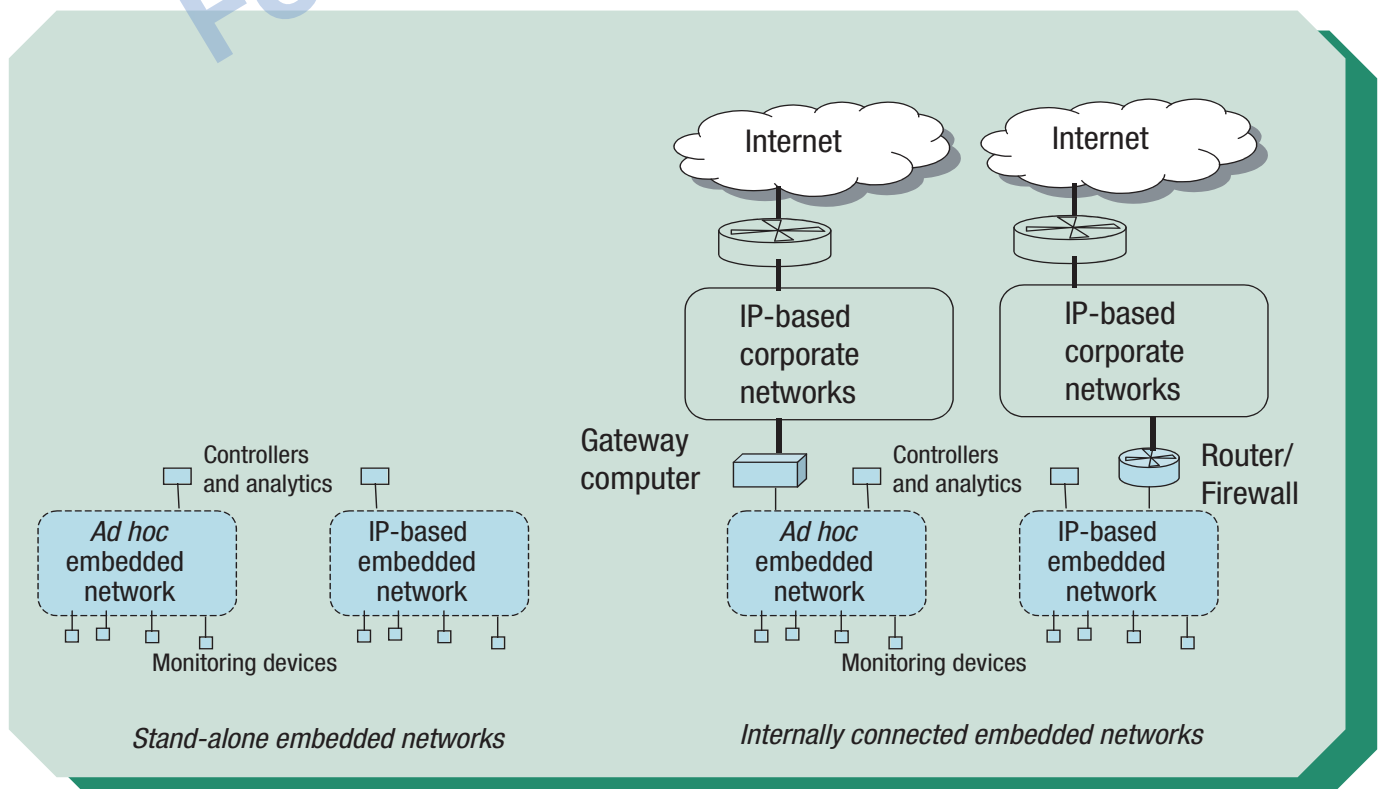 Fo
Internet
Internet
IP-based
corporate
networks
IP-based
corporate
networks
Gateway
computer
Router/
Firewall
Controllers
and analytics
Controllers
and analytics
Ad hoc
embedded
network
IP-based
embedded
network
Ad hoc
embedded
network
IP-based
embedded
network
Monitoring devices
Monitoring devices
Stand-alone embedded networks
Internally connected embedded networks